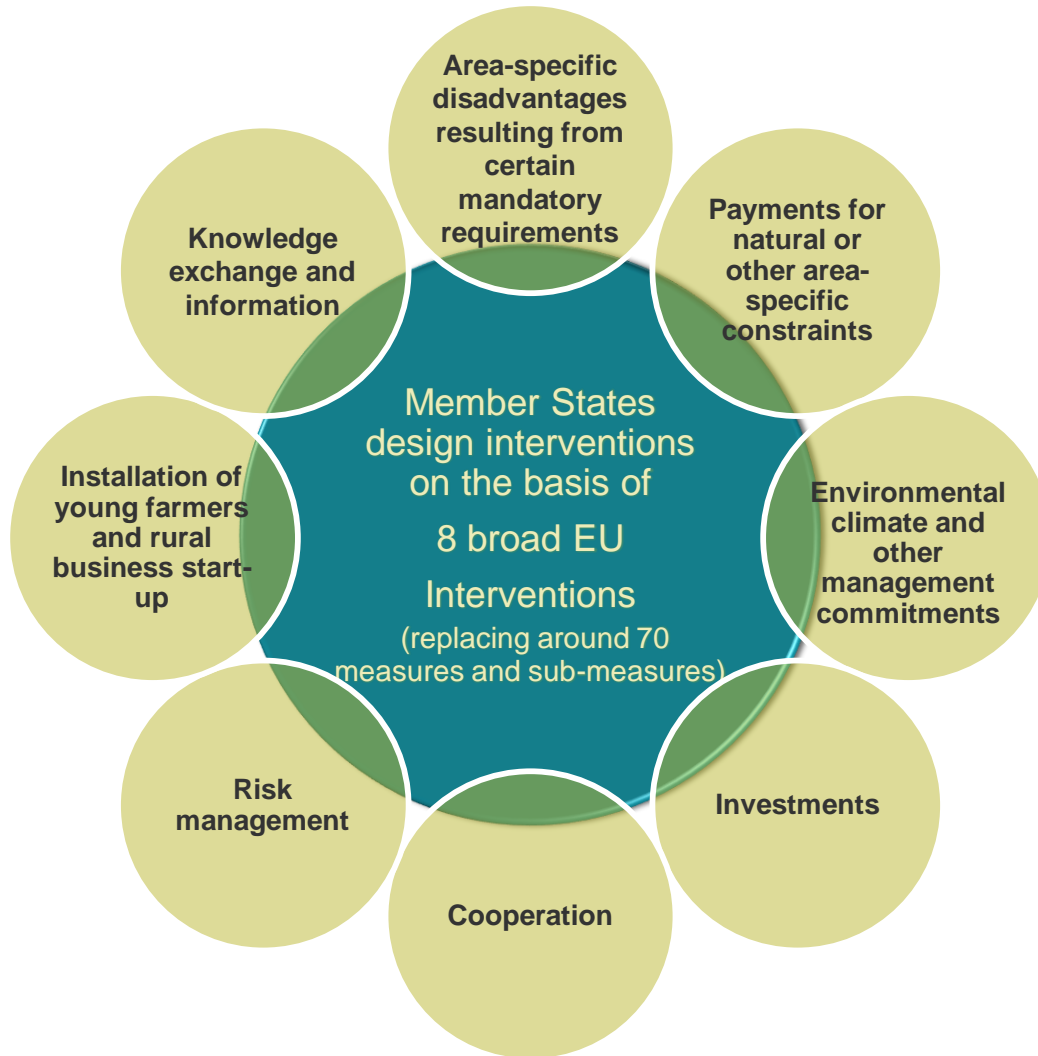 Area-specific
disadvantages
resulting from
certain
mandatory
requirements
Payments for
natural or
other area-
specific
constraints
Environmental
climate and
other
management
commitments
Investments
Cooperation
Risk
management
Installation of
young farmers
and rural
business start-
up
Knowledge
exchange and
information
Member States
design interventions
on the basis of
8 broad EU
Interventions
(replacing around 70
measures and sub-measures)